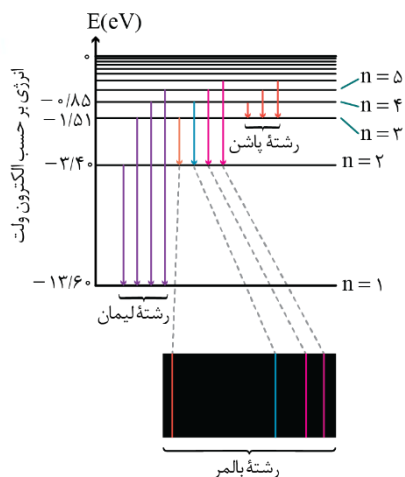 E(eV)
انرژی بر حسب الکترون ولت
۰
n = ۵
−۰/۸۵
n = ۴
−۱/۵۱
n = ۳
رشتهٔ پاشن
−۳/۴۰
n = ۲
−۱۳/۶۰
n = ۱
رشتهٔ لیمان
رشتهٔ بالمر